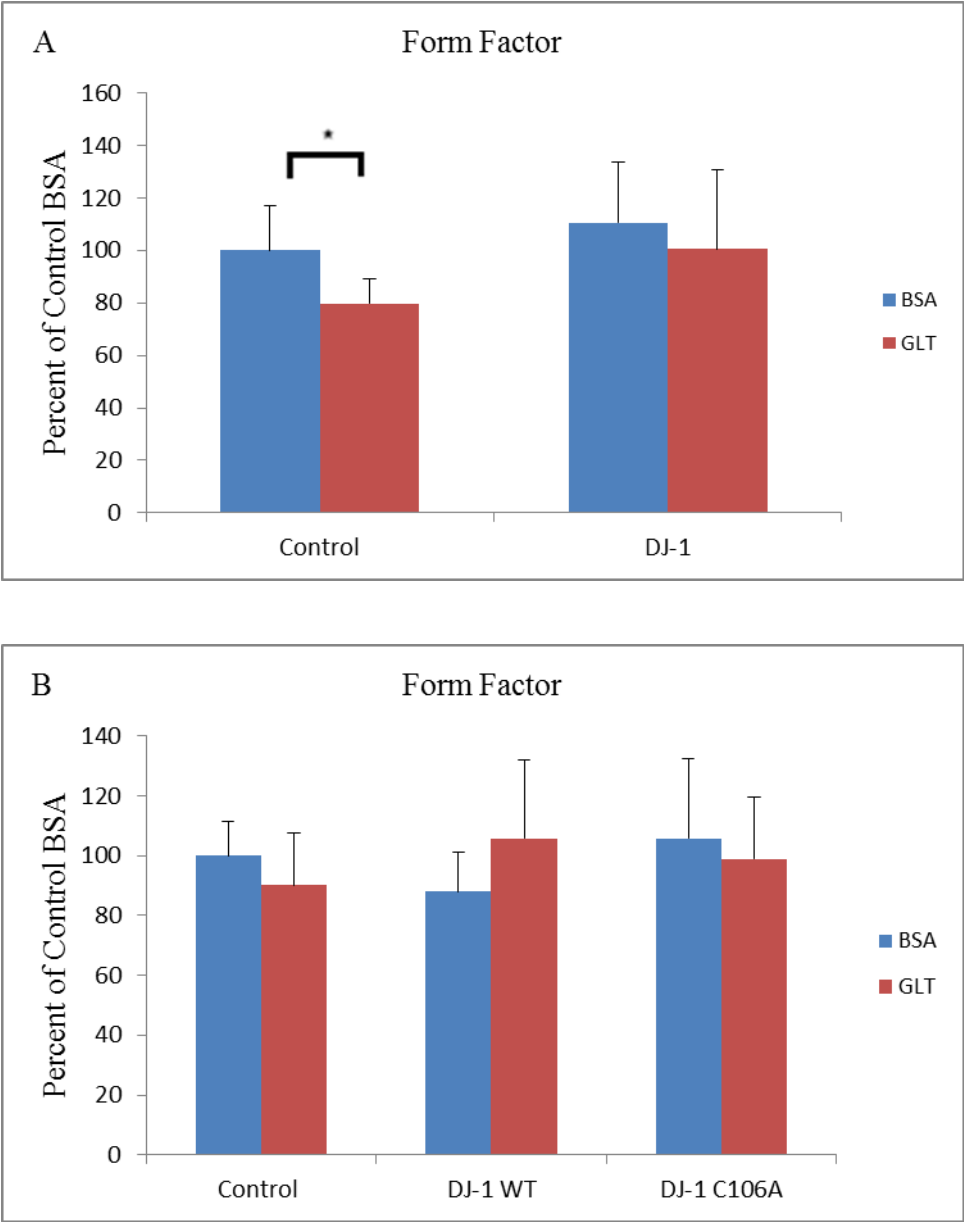 A
Form Factor
160
140
120
100
80
60
40
20
0
Percent of Control BSA
*
Control
DJ-1
BSA
GLT
B
Form Factor
140
120
100
80
60
40
20
0
Percent of Control BSA
Control
DJ-1 WT
DJ-1 C106A
BSA
GLT